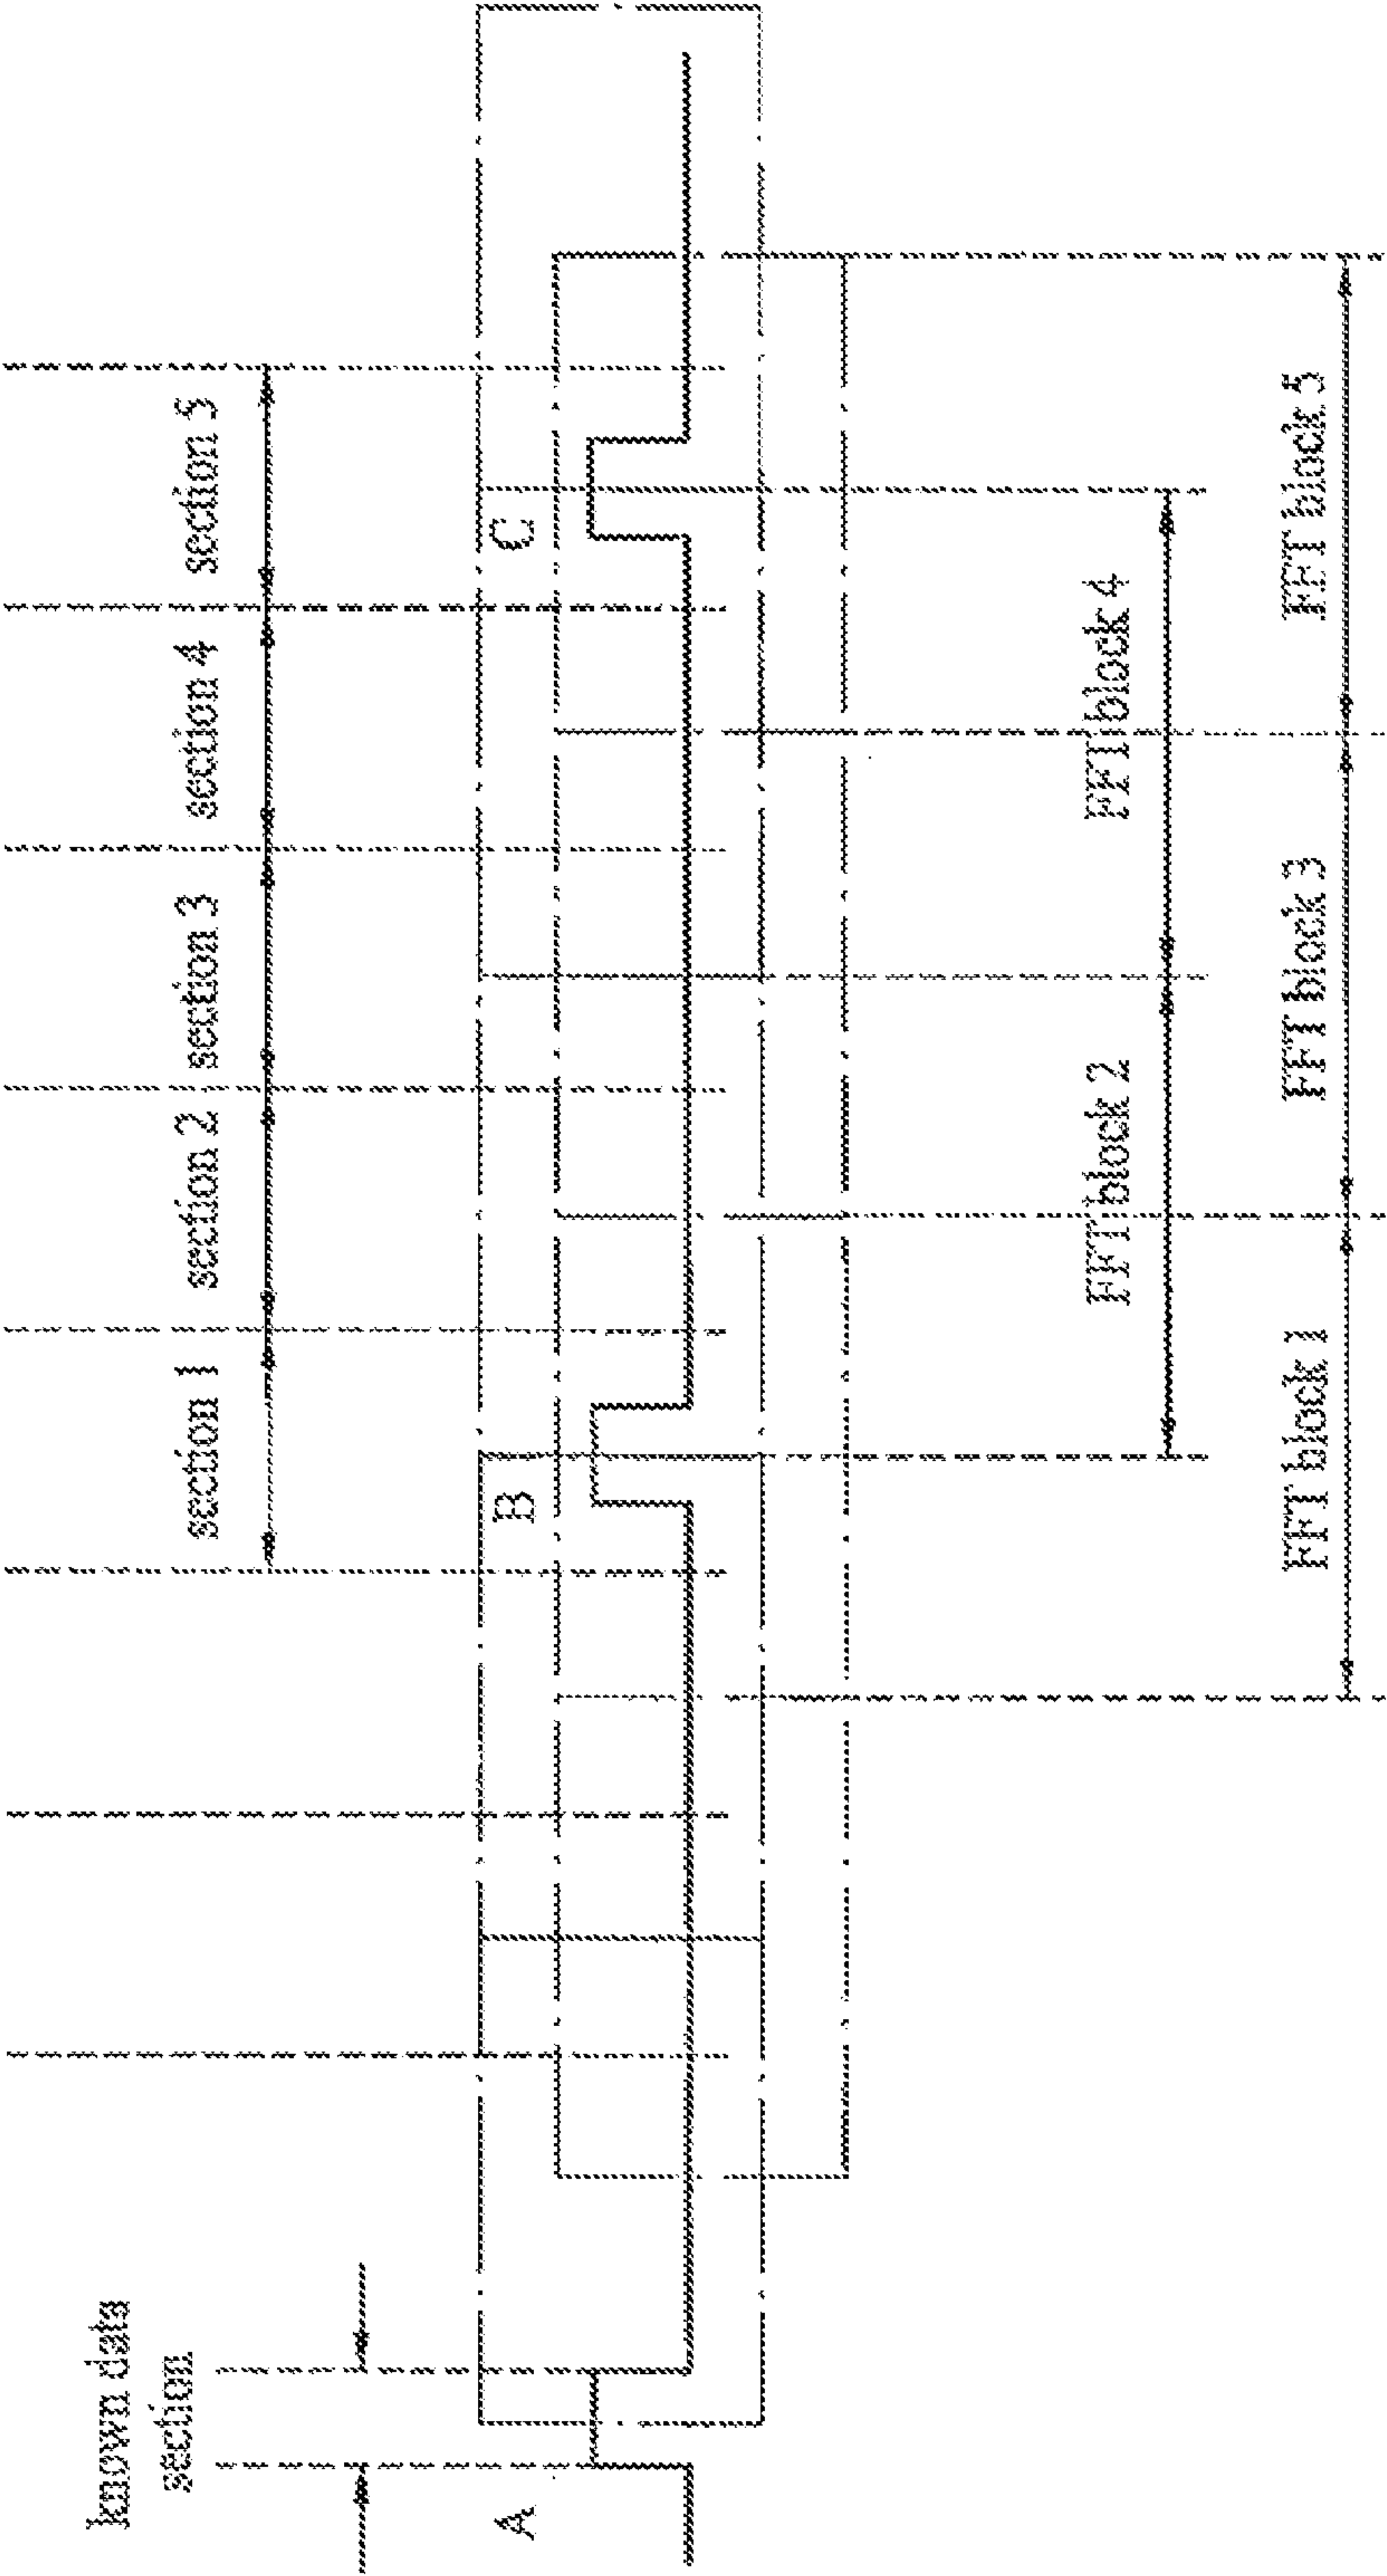 known data
section
section 1
section 2
section 3
section 4
section 5
A
B
C
FFT block 2
FFT block 4
FFT block 1
FFT block 3
FFT block 5